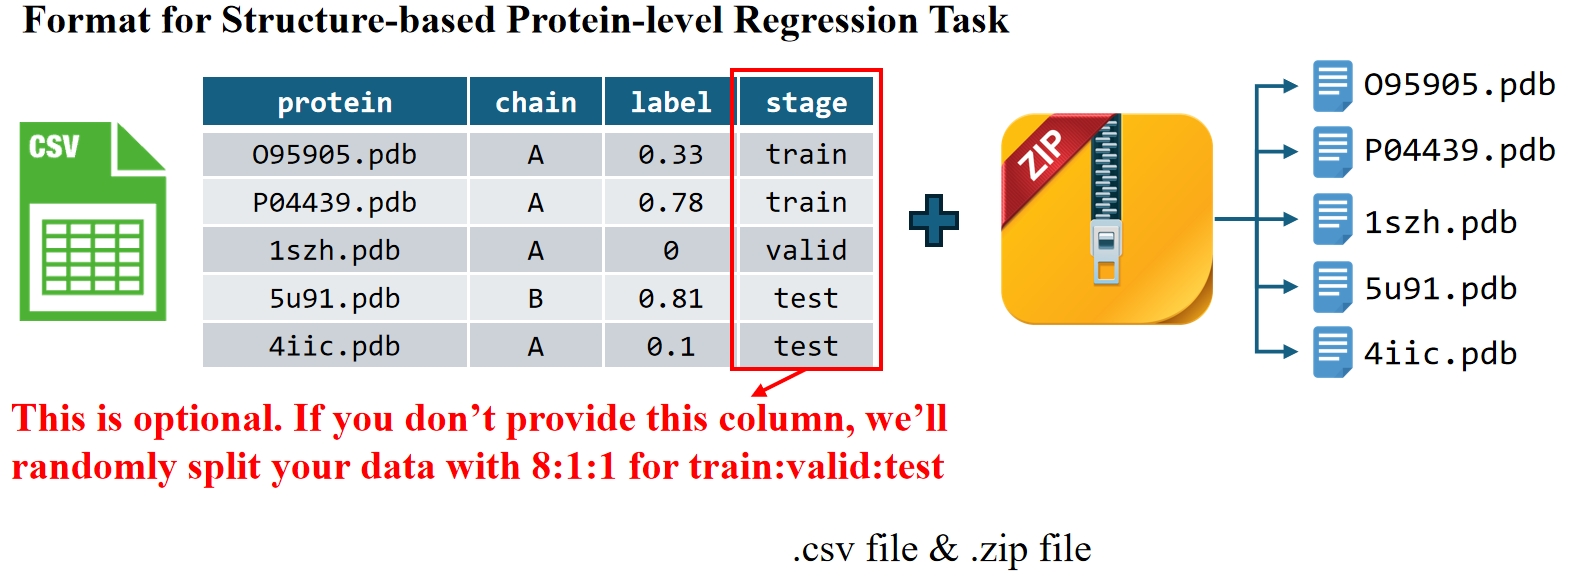 Format for Structure-based Protein-level Regression Task
CSV
protein chain label stage
O95905.pdb A 0.33 train
P04439.pdb A 0.78 train
1szh.pdb A 0 valid
5u91.pdb B 0.81 test
4iic.pdb A 0.1 test
ZIP
O95905.pdb
P04439.pdb
1szh.pdb
5u91.pdb
4iic.pdb
This is optional. If you don’t provide this column, we’ll
randomly split your data with 8:1:1 for train:valid:test
.csv file & .zip file